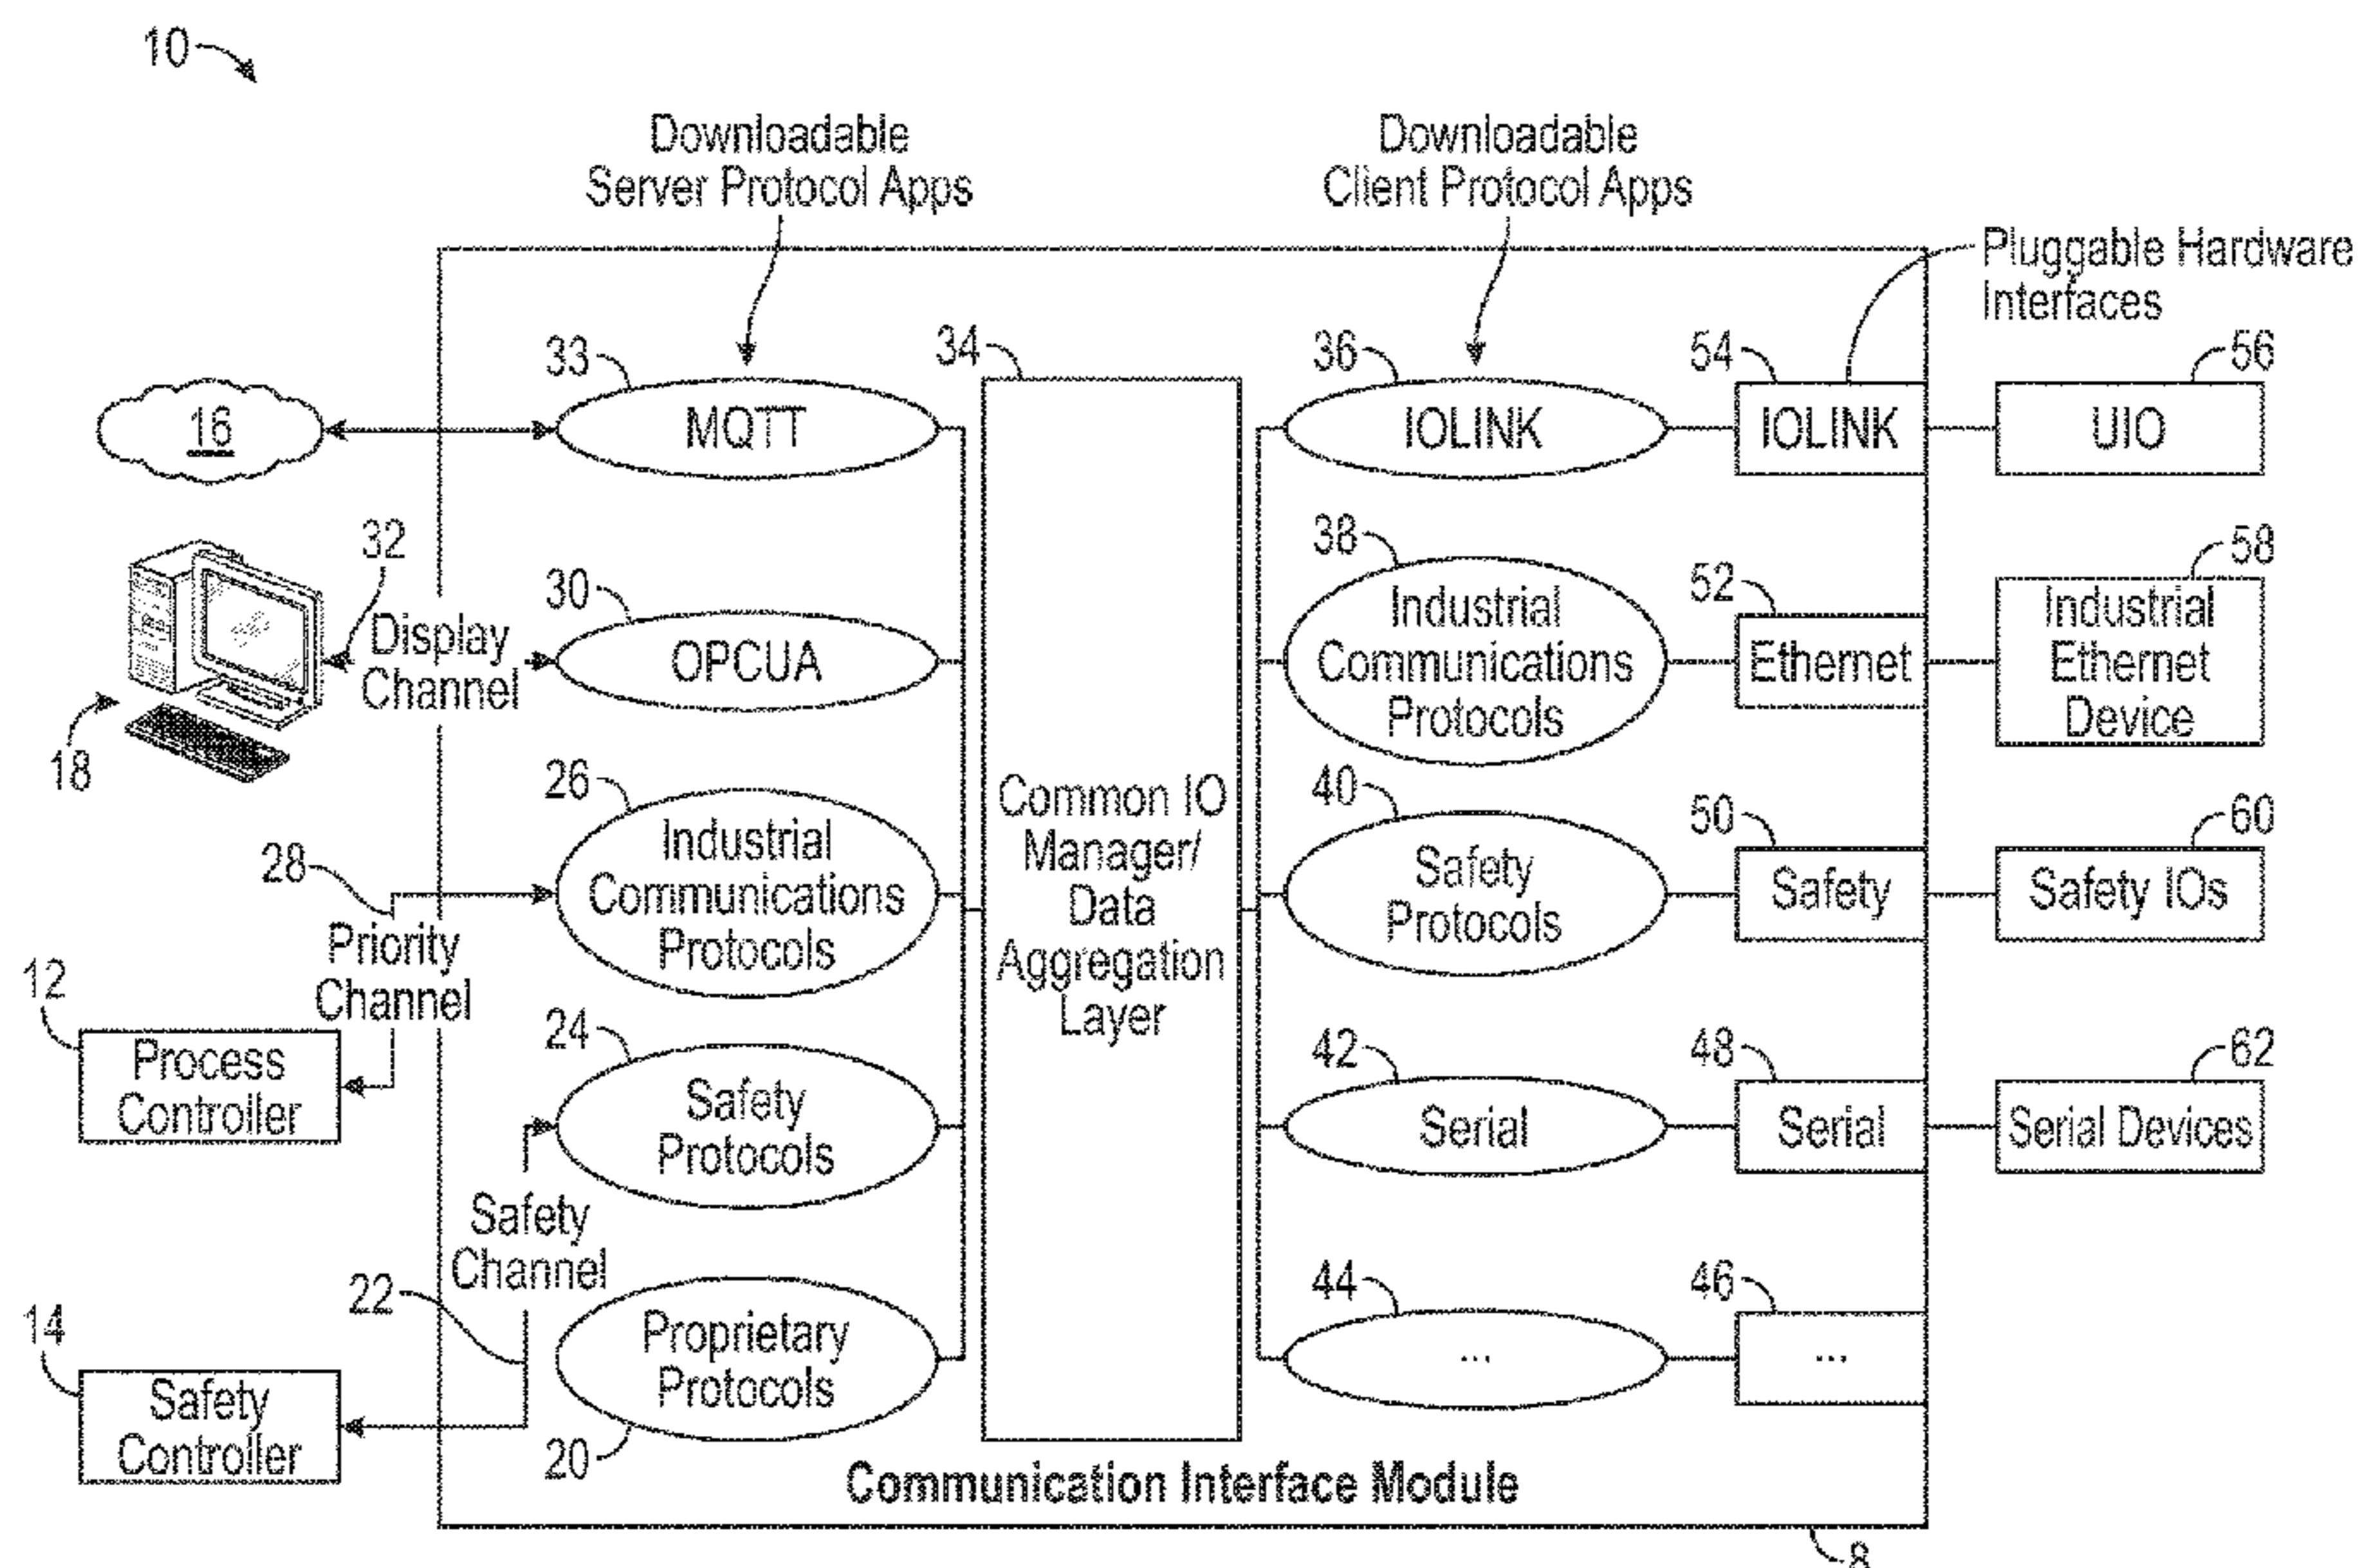 10
Downloadable
Server Protocol Apps
Downloadable
Client Protocol Apps
Pluggable Hardware
Interfaces
33
34
36
54
56
16
MQTT
IOLINK
IOLINK
UIO
32
30
38
52
58
Display
Channel
OPCUA
Industrial
Communications
Protocols
Ethernet
Industrial
Ethernet
Device
18
26
40
50
60
28
Industrial
Communications
Protocols
Common IO
Manager/
Data
Aggregation
Layer
Safety
Protocols
Safety
Safety IOs
Priority
Channel
12
24
42
48
62
Process
Controller
Safety
Protocols
Serial
Serial
Serial Devices
Safety
Channel
22
44
46
14
Proprietary
Protocols
...
...
Safety
Controller
20
Communication Interface Module
8